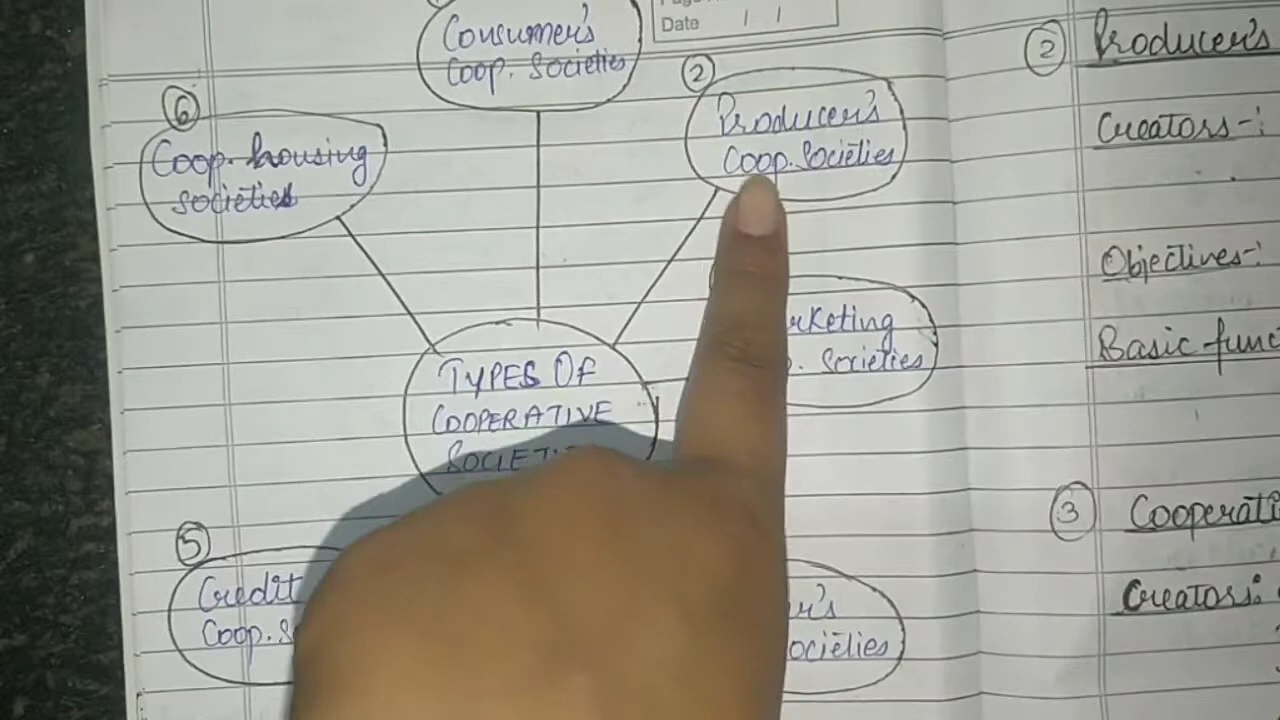 Date / /
Consumer's
Coop. Societies
②
Producer's
Coop. Societies
⑥
Coop. housing
societies
rketing
. Societies
TYPES OF
COOPERATIVE
⑤
Credit
Coop. S
r's
ocieties
② Producer's
Creators-:
Objectives-:
Basic func
③ Cooperati
Creators: